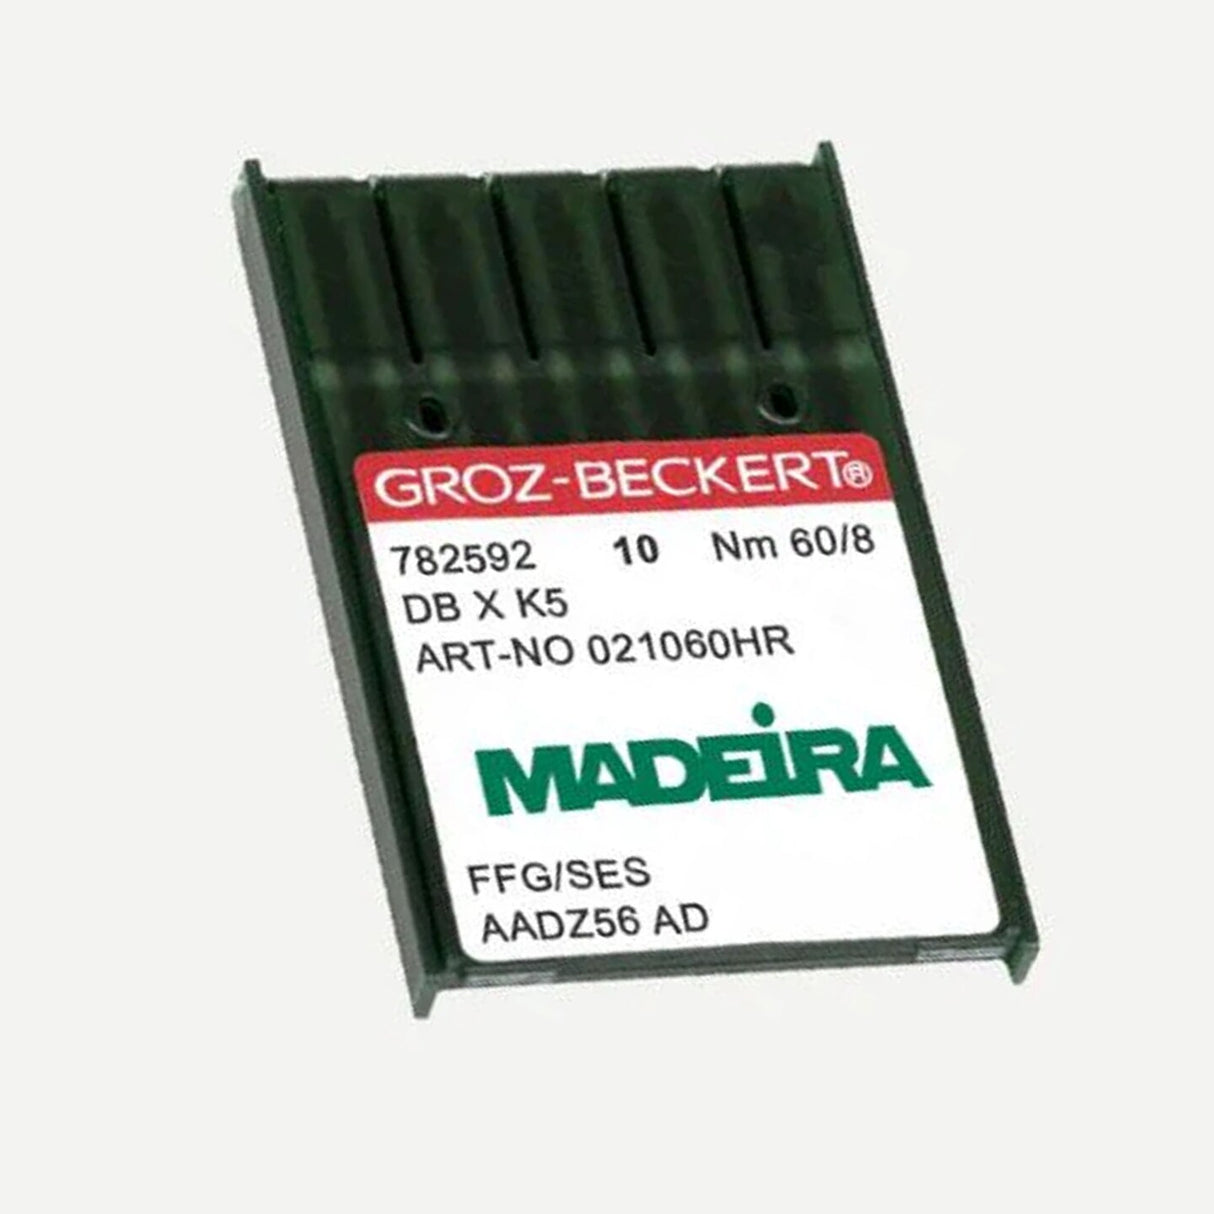 GROZ-BECKERT®
782592 10 Nm 60/8
DB X K5
ART-NO 021060HR
MADEiRA
FFG/SES
AADZ56 AD